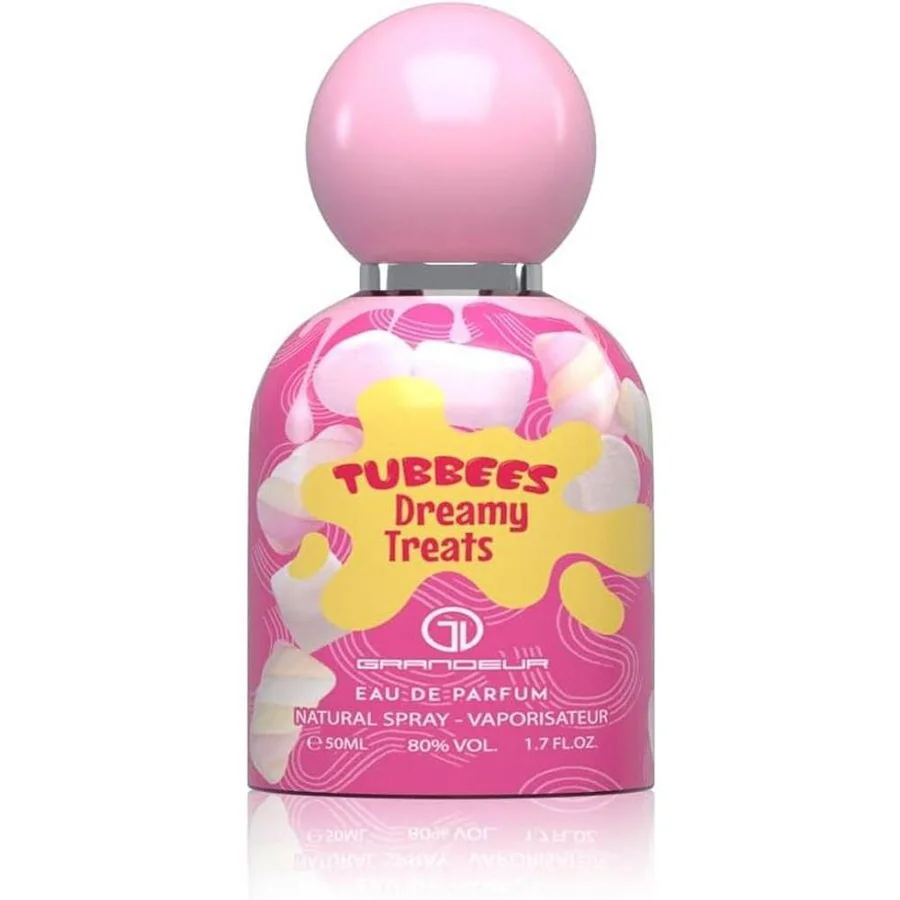 TUBBEES
Dreamy
Treats
GRANDEUR
EAU DE PARFUM
NATURAL SPRAY - VAPORISATEUR
℮ 50ML 80% VOL. 1.7 FL.OZ.